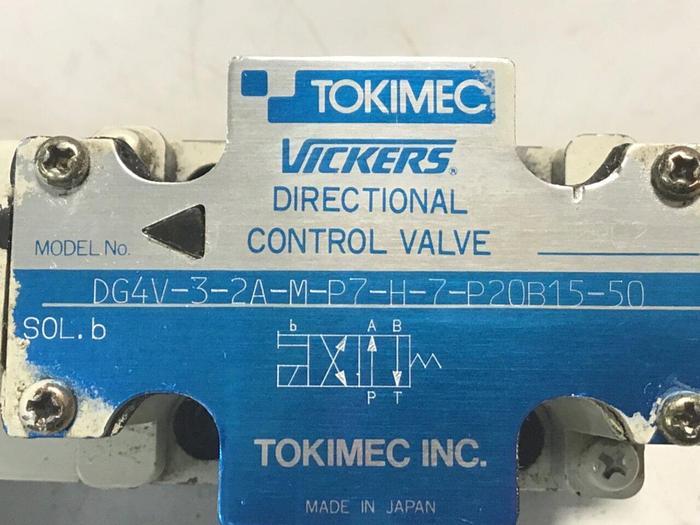 TOKIMEC
VICKERS®
DIRECTIONAL
CONTROL VALVE
MODEL No.
DG4V-3-2A-M-P7-H-7-P20B15-50
SOL.b
b A B
P T
TOKIMEC INC.
MADE IN JAPAN